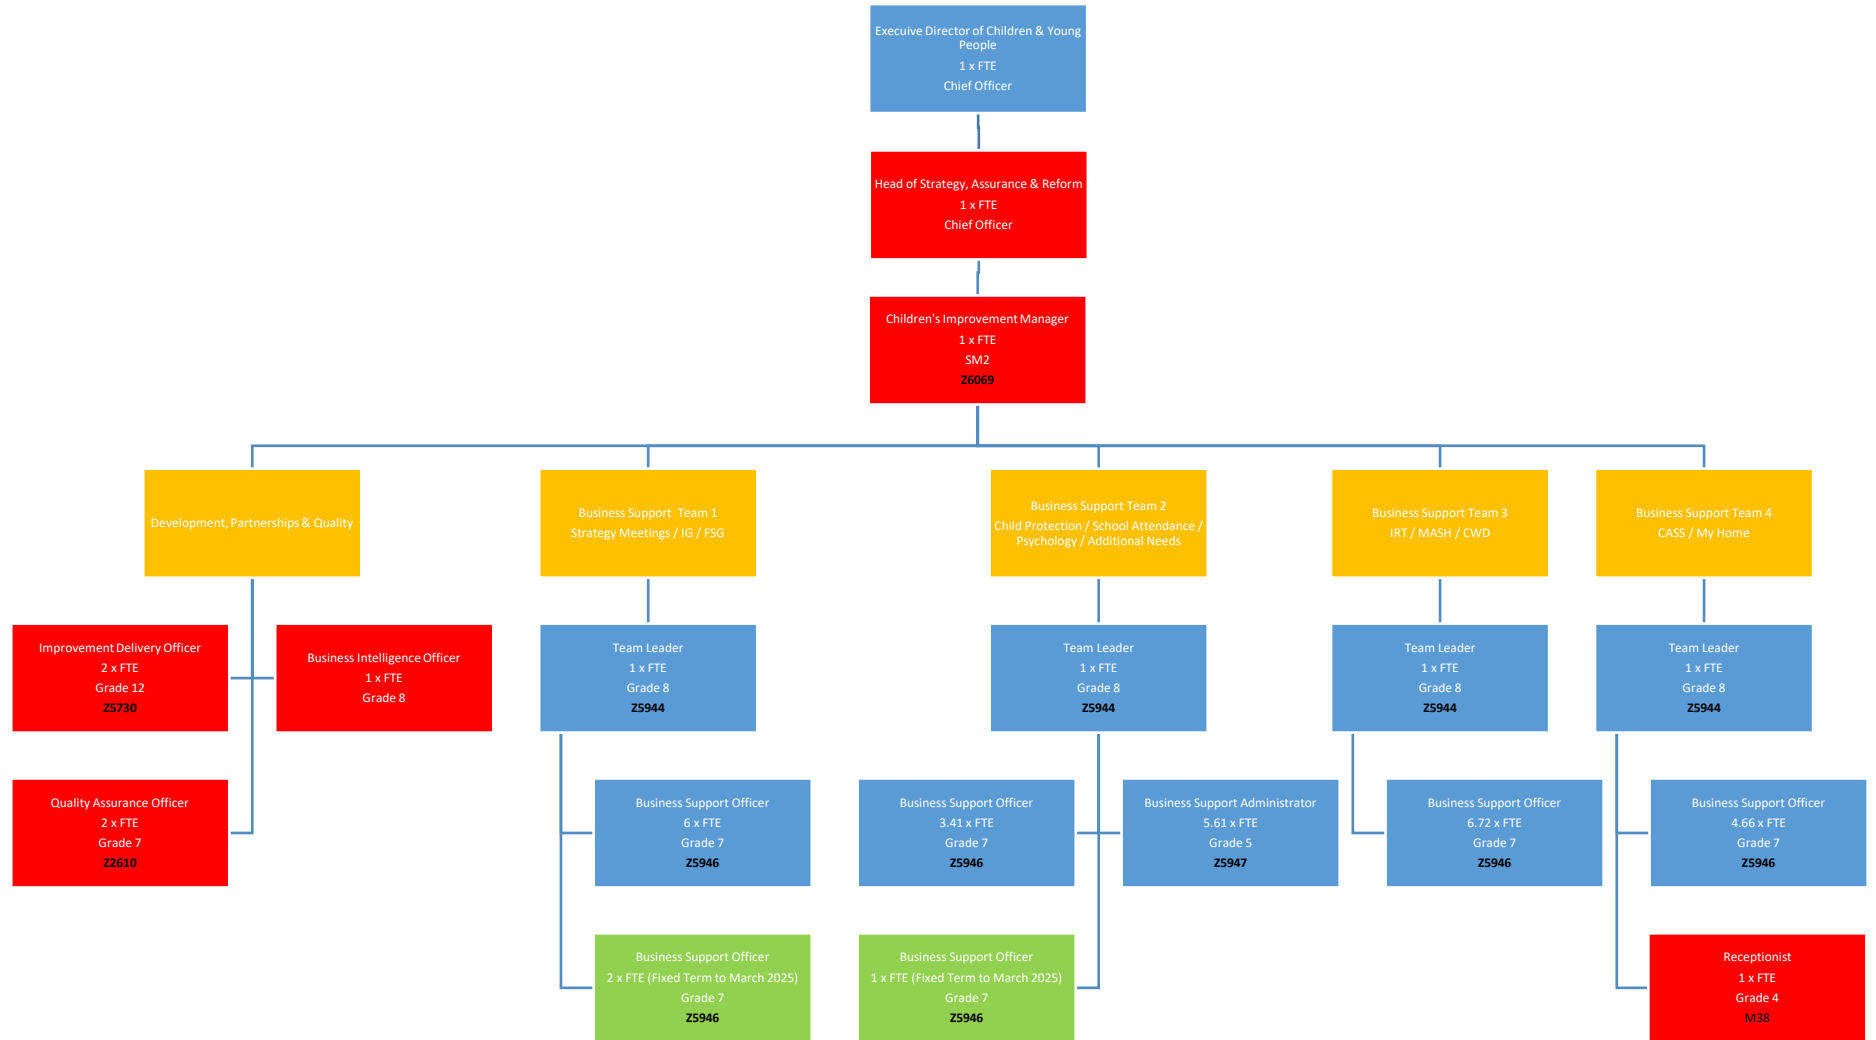 Execuive Director of Children & Young
People
1 x FTE
Chief Officer
Head of Strategy, Assurance & Reform
1 x FTE
Chief Officer
Children's Improvement Manager
1 x FTE
SM2
Z6069
Development, Partnerships & Quality
Business Support Team 1
Strategy Meetings / IG / FSG
Business Support Team 2
Child Protection / School Attendance /
Psychology / Additional Needs
Business Support Team 3
IRT / MASH / CWD
Business Support Team 4
CASS / My Home
Improvement Delivery Officer
2 x FTE
Grade 12
Z5730
Business Intelligence Officer
1 x FTE
Grade 8
Team Leader
1 x FTE
Grade 8
Z5944
Team Leader
1 x FTE
Grade 8
Z5944
Team Leader
1 x FTE
Grade 8
Z5944
Team Leader
1 x FTE
Grade 8
Z5944
Quality Assurance Officer
2 x FTE
Grade 7
Z2610
Business Support Officer
6 x FTE
Grade 7
Z5946
Business Support Officer
3.41 x FTE
Grade 7
Z5946
Business Support Administrator
5.61 x FTE
Grade 5
Z5947
Business Support Officer
6.72 x FTE
Grade 7
Z5946
Business Support Officer
4.66 x FTE
Grade 7
Z5946
Business Support Officer
2 x FTE (Fixed Term to March 2025)
Grade 7
Z5946
Business Support Officer
1 x FTE (Fixed Term to March 2025)
Grade 7
Z5946
Receptionist
1 x FTE
Grade 4
M38